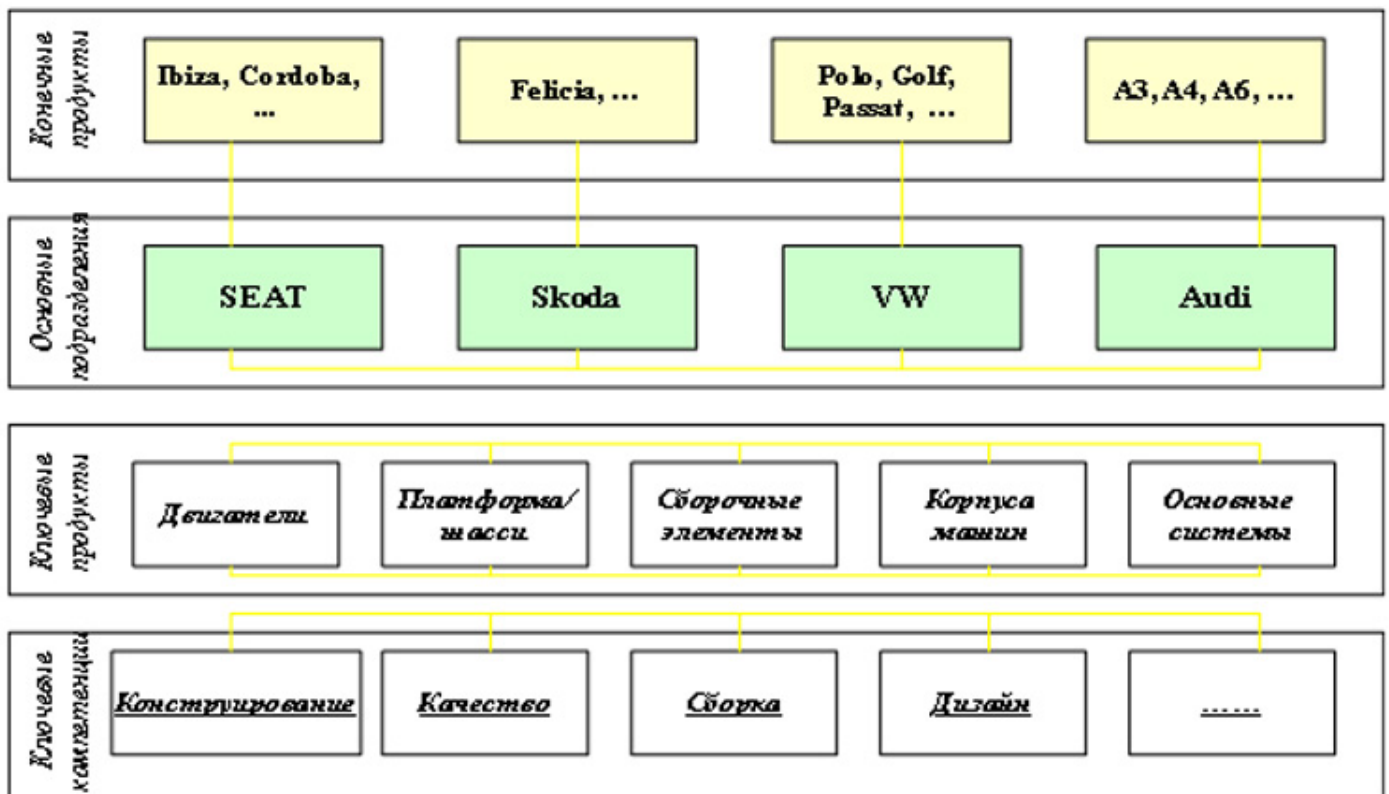 Конечные
продукты
Ibiza, Cordoba,
...
Felicia, ...
Polo, Golf,
Passat, ...
A3, A4, A6, ...
Основные
подразделения
SEAT
Skoda
VW
Audi
Ключевые
продукты
Двигатели
Платформа/
шасси
Сборочные
элементы
Корпуса
машин
Основные
системы
Ключевые
компетенции
Конструирование
Качество
Сборка
Дизайн
......